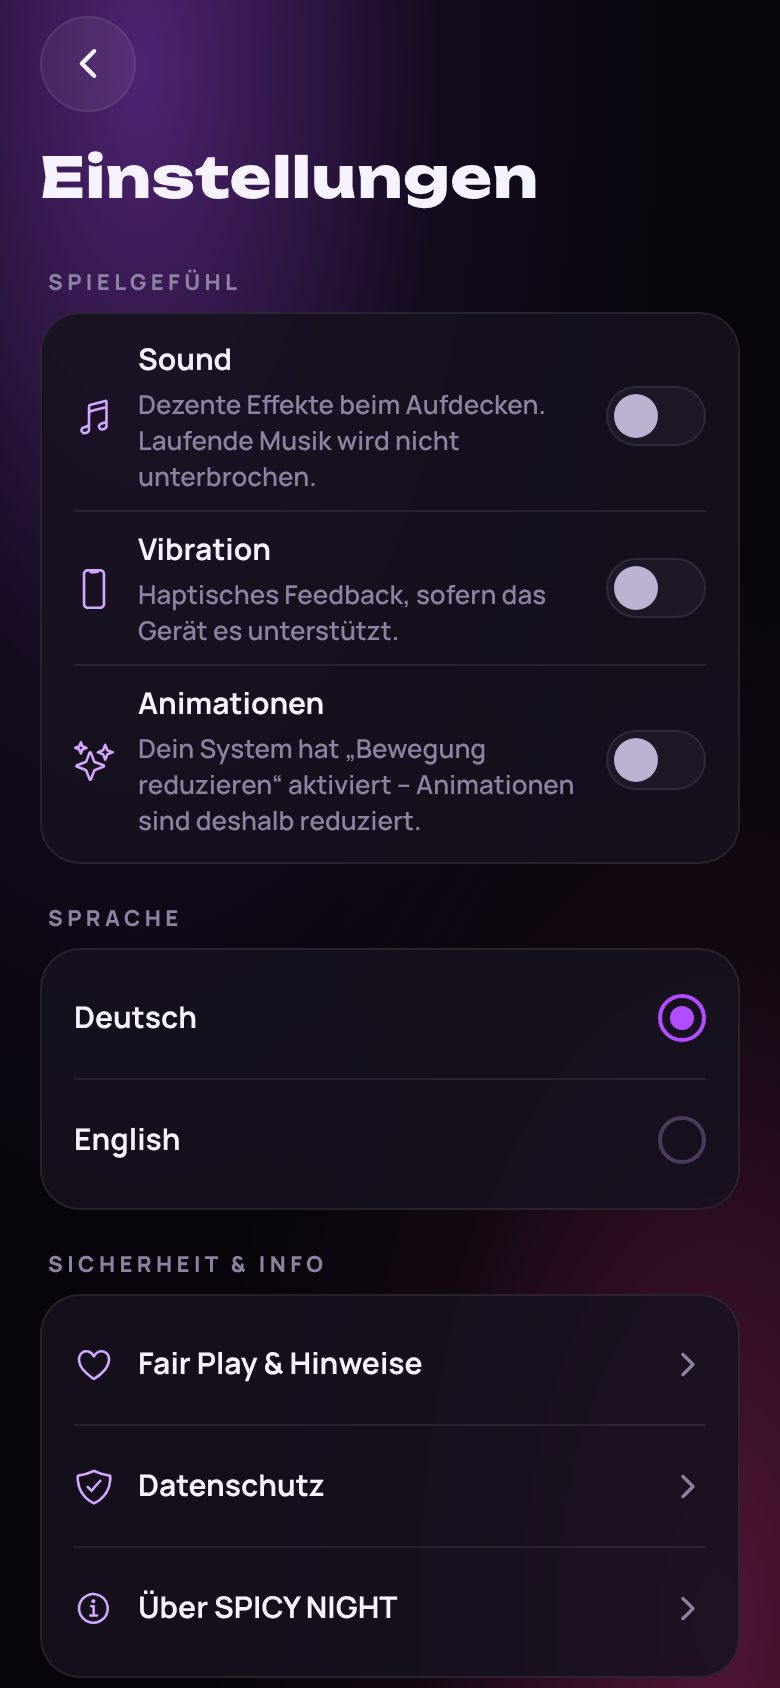 Einstellungen
SPIELGEFÜHL
Sound
Dezente Effekte beim Aufdecken.
Laufende Musik wird nicht
unterbrochen.
Vibration
Haptisches Feedback, sofern das
Gerät es unterstützt.
Animationen
Dein System hat „Bewegung
reduzieren“ aktiviert – Animationen
sind deshalb reduziert.
SPRACHE
Deutsch
English
SICHERHEIT & INFO
Fair Play & Hinweise
Datenschutz
Über SPICY NIGHT